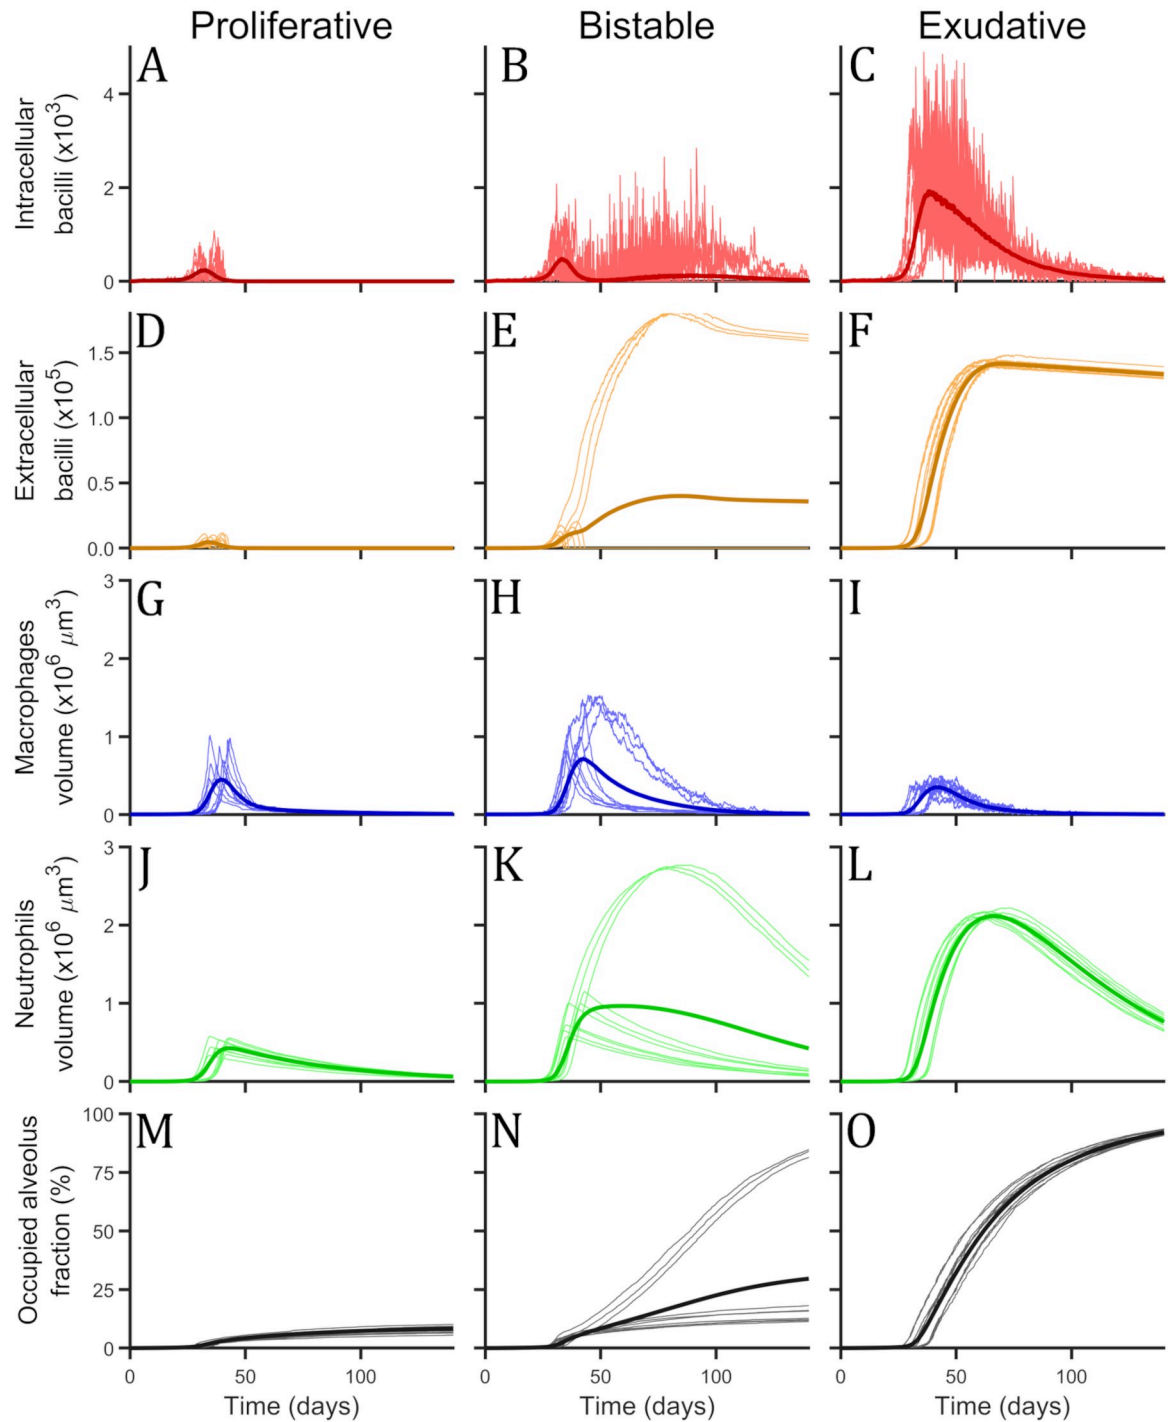 Proliferative Bistable Exudative
A B C
Intracellular
bacilli (x10³)
4
2
0
D E F
Extracellular
bacilli (x10⁵)
1.5
1.0
0.5
0.0
G H I
Macrophages
volume (x10⁶ μm³)
3
2
1
0
J K L
Neutrophils
volume (x10⁶ μm³)
3
2
1
0
M N O
Occupied alveolus
fraction (%)
100
75
50
25
0
0 50 100 0 50 100 0 50 100
Time (days) Time (days) Time (days)